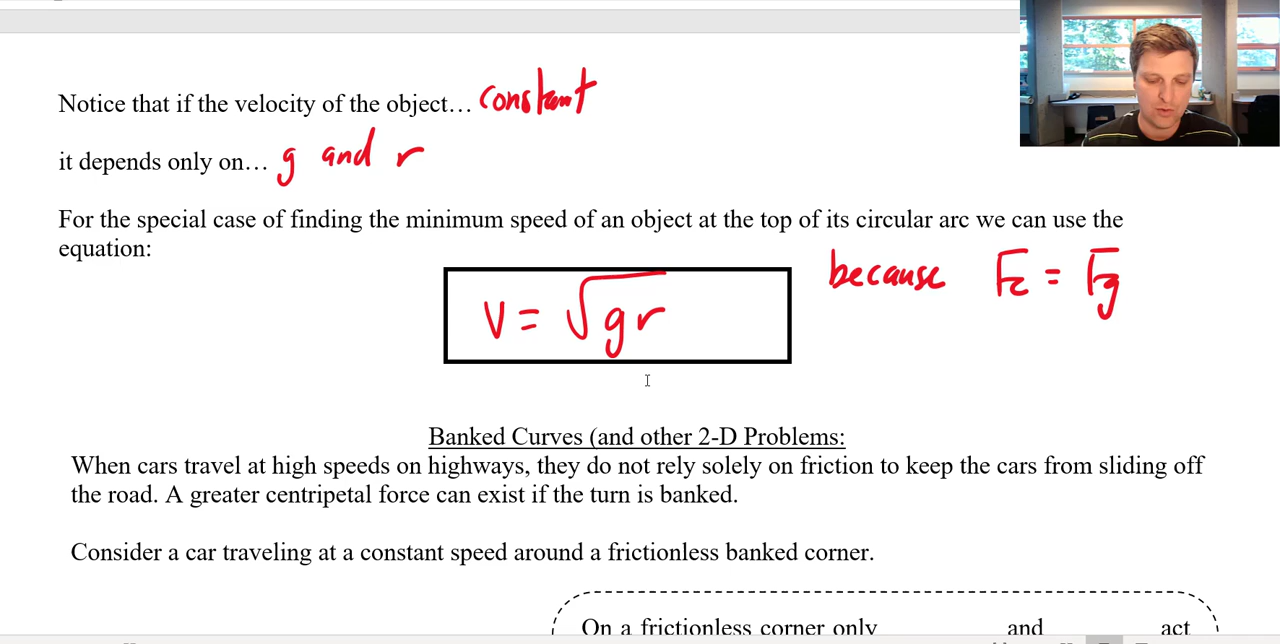 Notice that if the velocity of the object… constant
it depends only on… g and r
For the special case of finding the minimum speed of an object at the top of its circular arc we can use the
equation:
because Fc = Fg
v = √gr
Banked Curves (and other 2-D Problems:
When cars travel at high speeds on highways, they do not rely solely on friction to keep the cars from sliding off
the road. A greater centripetal force can exist if the turn is banked.
Consider a car traveling at a constant speed around a frictionless banked corner.
On a frictionless corner only and act